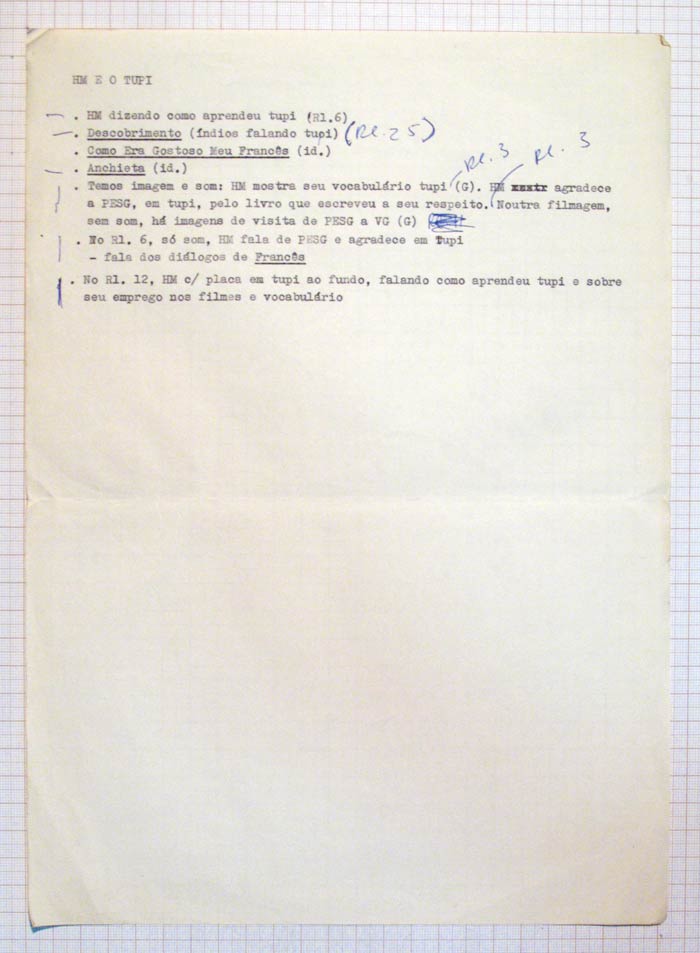 HM E O TUPI
. HM dizendo como aprendeu tupi (Rl.6)
. Descobrimento (índios falando tupi) (Rl. 25)
. Como Era Gostoso Meu Francês (id.)
. Anchieta (id.)
Rl. 3 Rl. 3
. Temos imagem e som: HM mostra seu vocabulário tupi (G). HM agradece
a PESG, em tupi, pelo livro que escreveu a seu respeito. Noutra filmagem,
sem som, há imagens de visita de PESG a VG (G)
. No Rl. 6, só som, HM fala de PESG e agradece em Tupi
- fala dos diálogos de Francês
. No Rl. 12, HM c/ placa em tupi ao fundo, falando como aprendeu tupi e sobre
seu emprego nos filmes e vocabulário